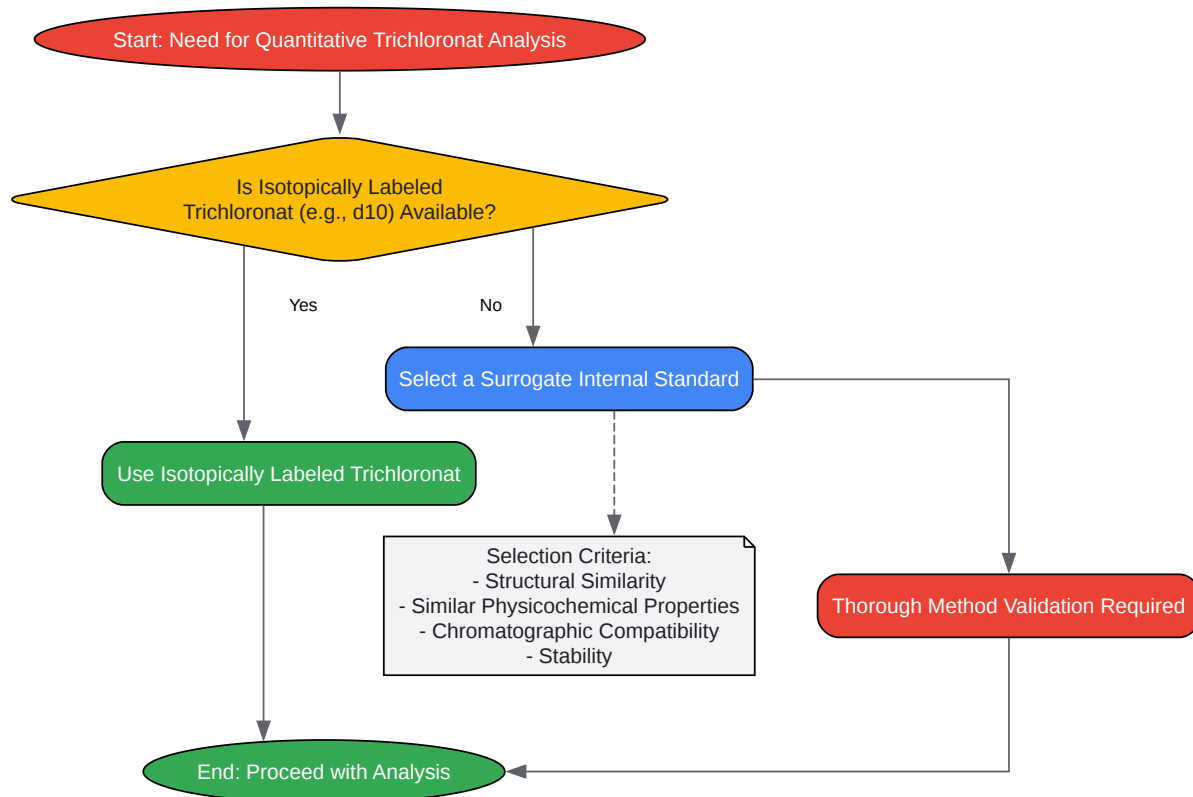 Start: Need for Quantitative Trichloronat Analysis
Is Isotopically Labeled
Trichloronat (e.g., d10) Available?
Yes
No
Select a Surrogate Internal Standard
Use Isotopically Labeled Trichloronat
Selection Criteria:
- Structural Similarity
- Similar Physicochemical Properties
- Chromatographic Compatibility
- Stability
Thorough Method Validation Required
End: Proceed with Analysis